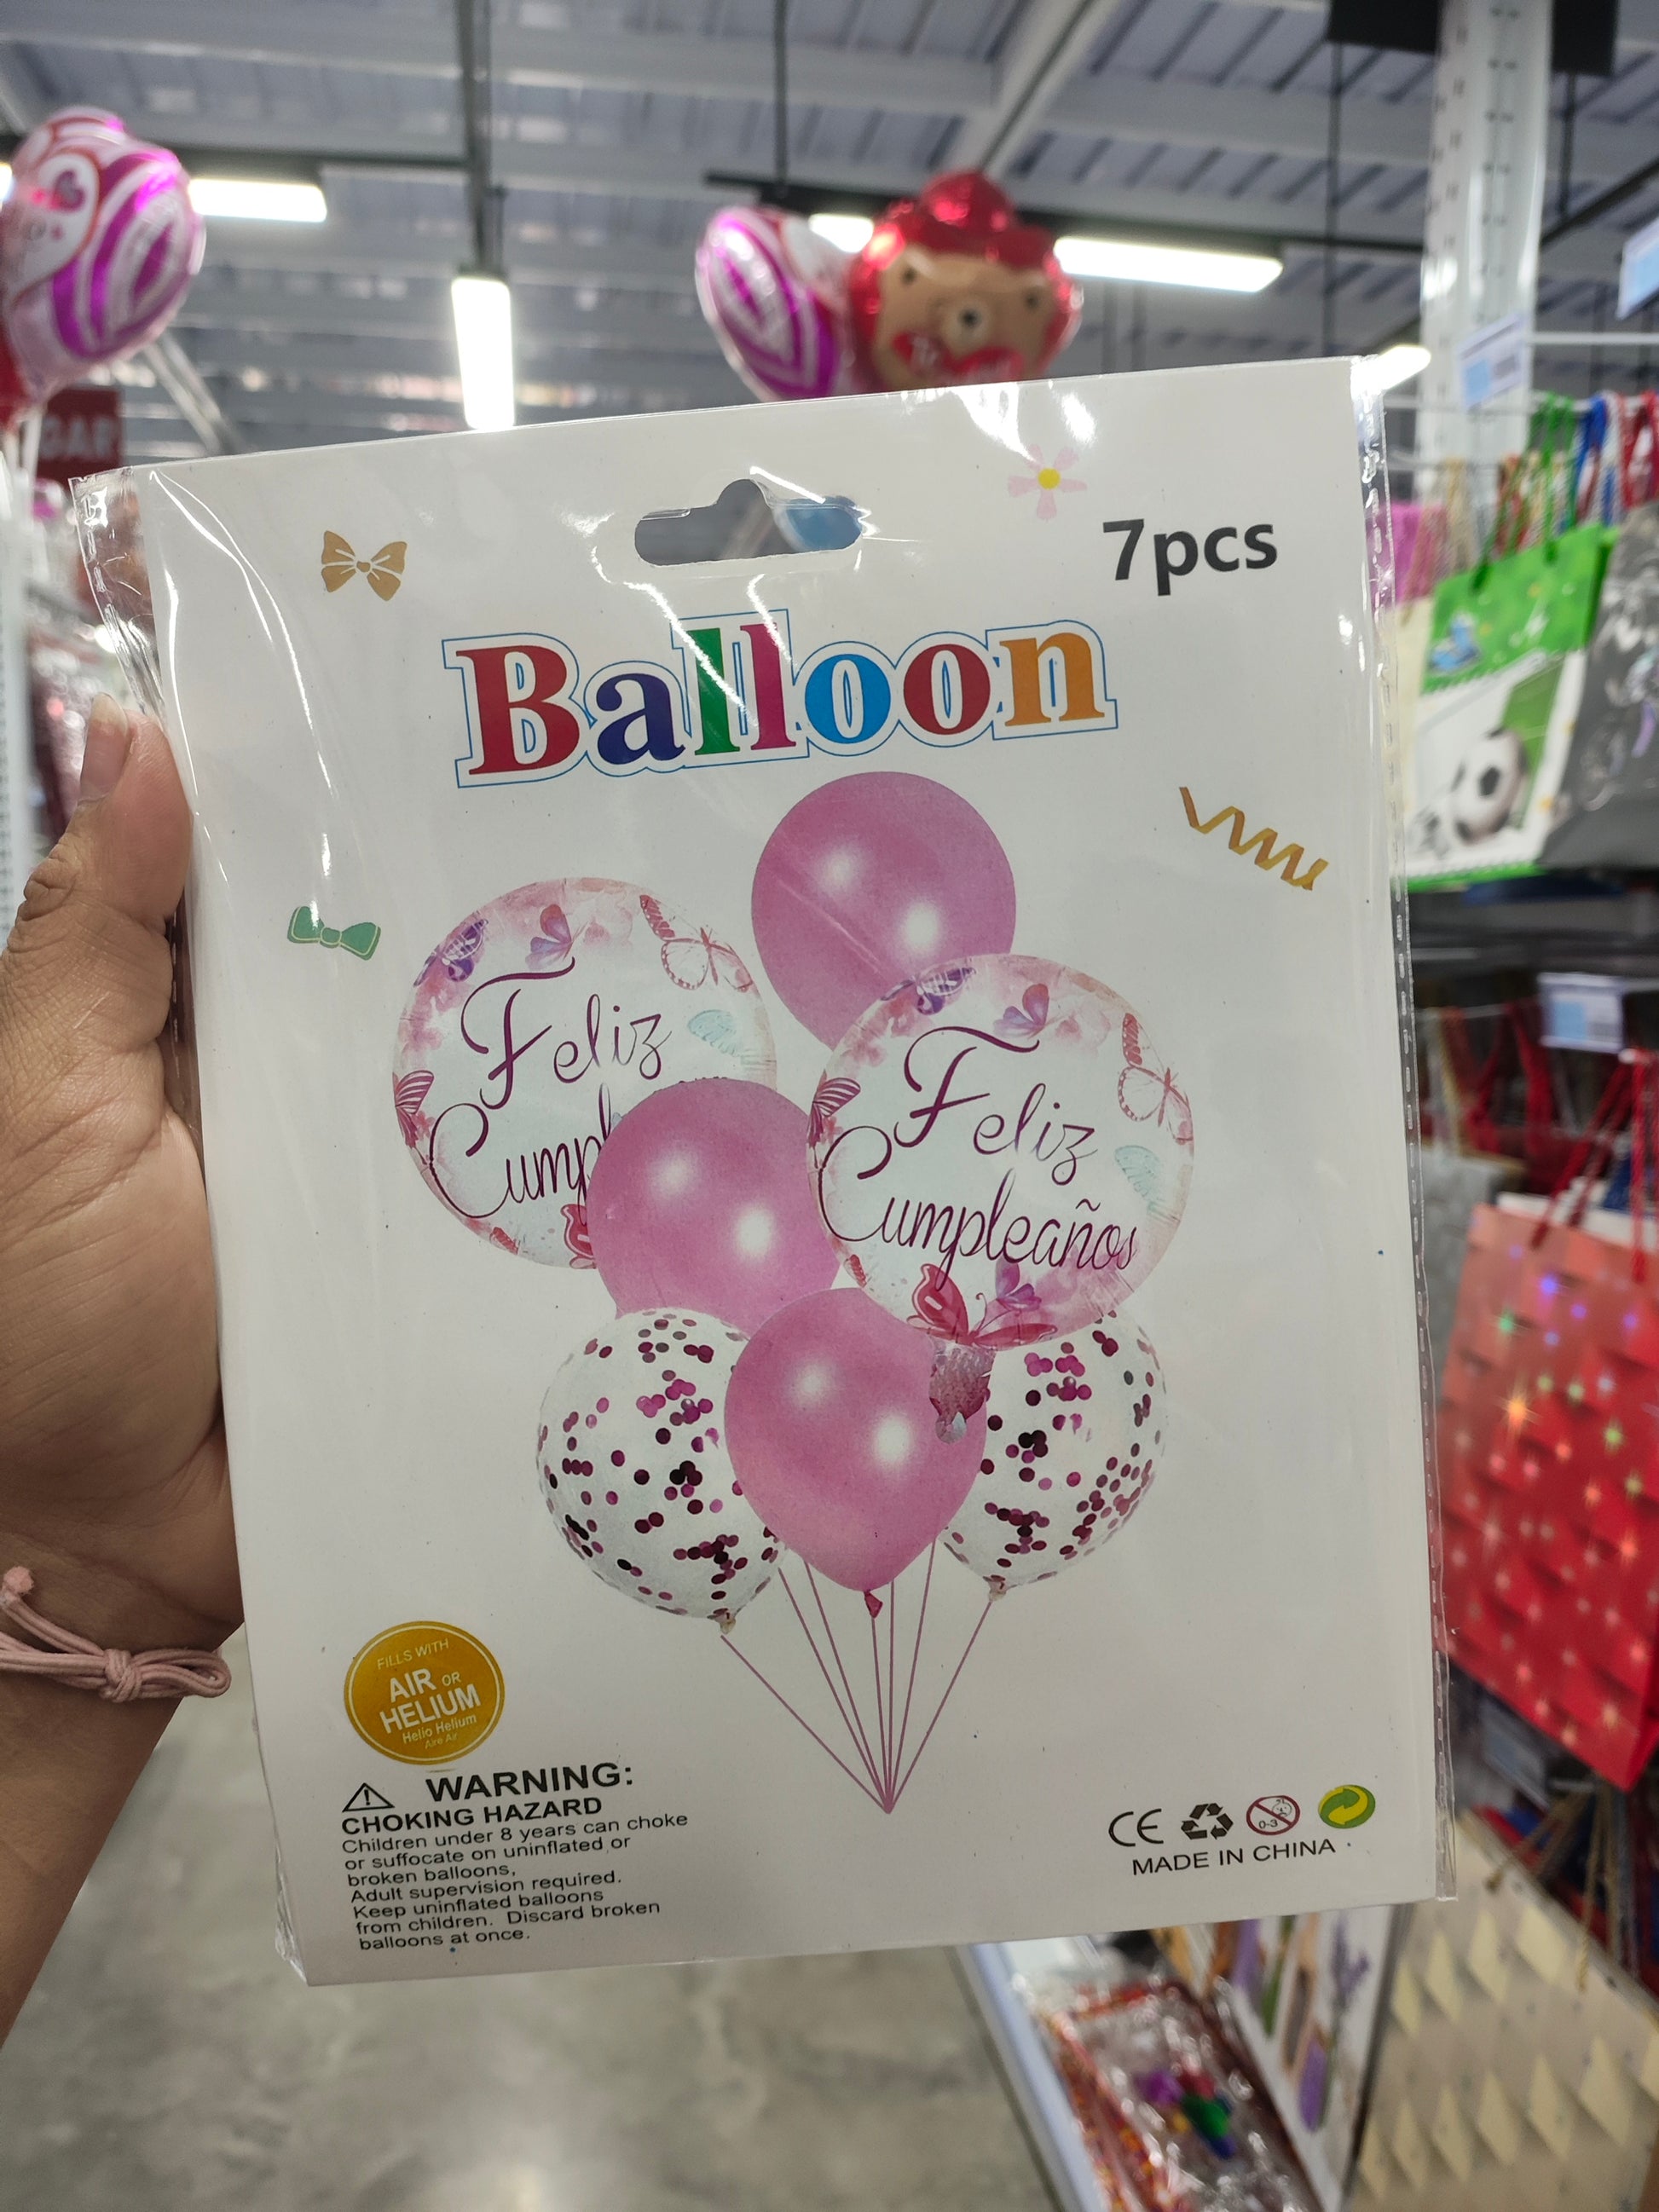 7pcs
Balloon
Feliz
Feliz
Cumpleaños
FILLS WITH
AIR OR
HELIUM
Helio Helium
Aire Air
WARNING:
CHOKING HAZARD
Children under 8 years can choke
or suffocate on uninflated or
broken balloons,
Adult supervision required.
Keep uninflated balloons
from children. Discard broken
balloons at once.
CE
0-3
MADE IN CHINA